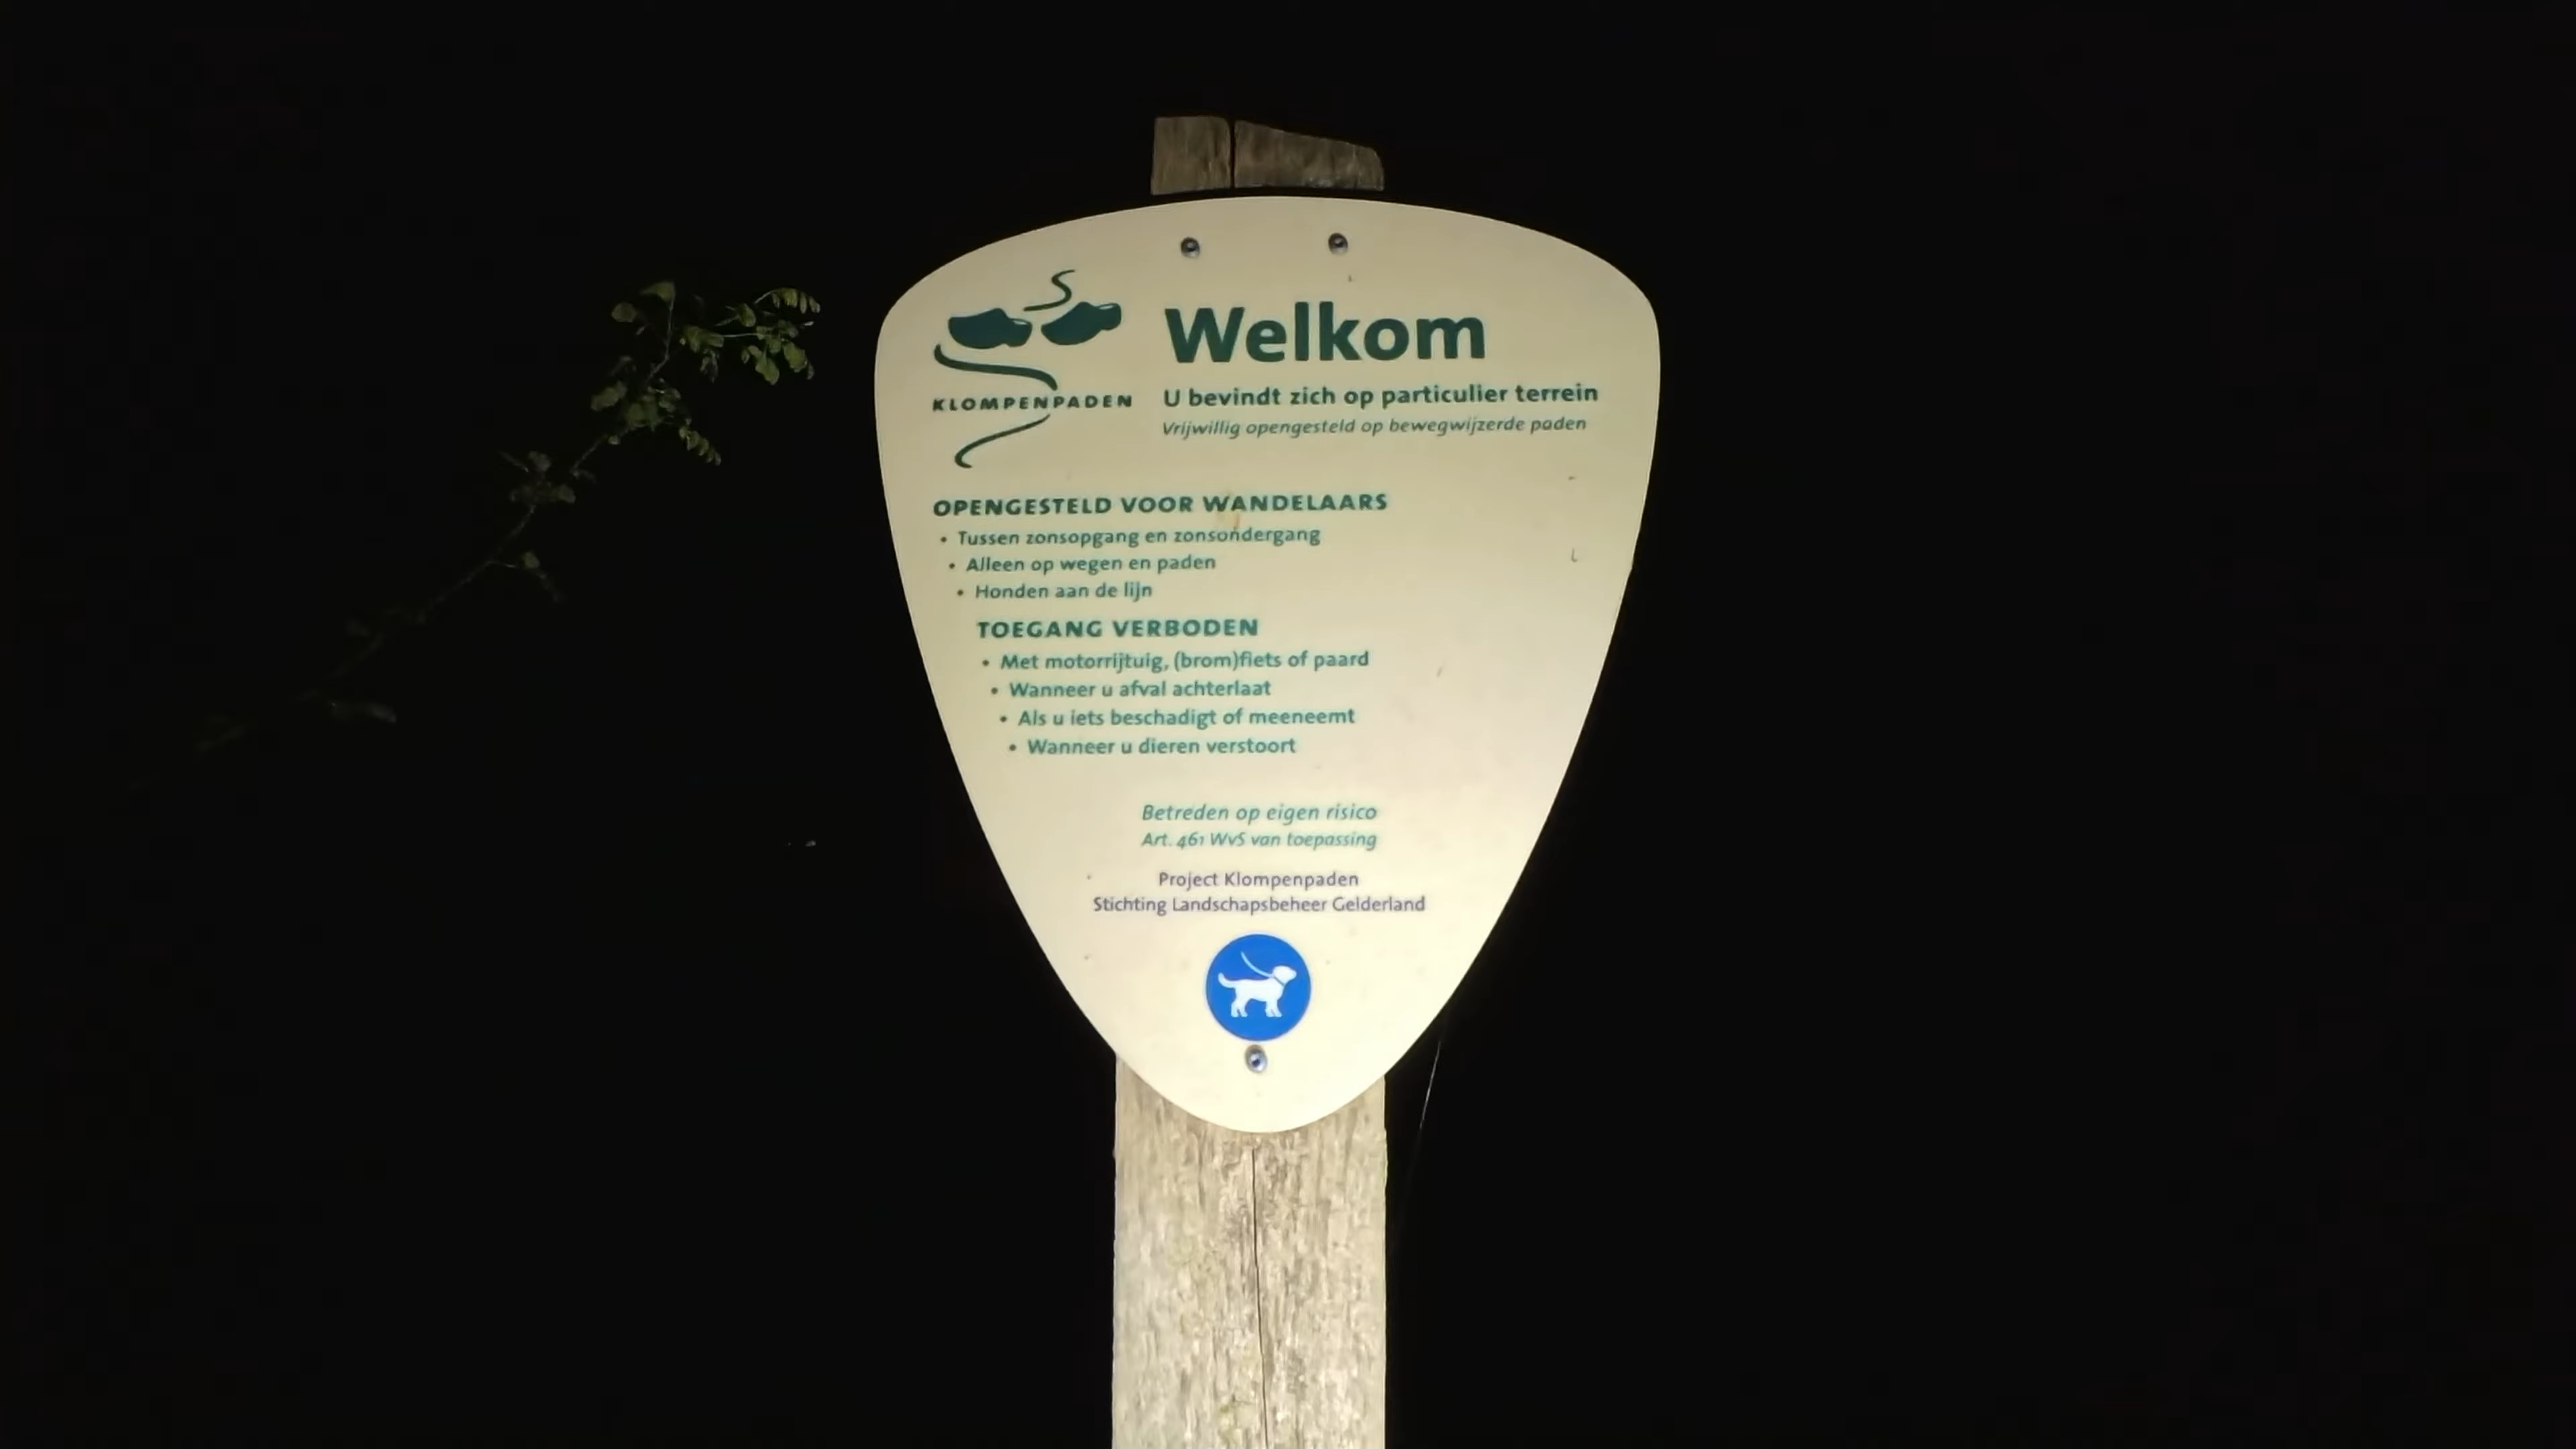 KLOMPENPADEN
Welkom
U bevindt zich op particulier terrein
Vrijwillig opengesteld op bewegwijzerde paden
OPENGESTELD VOOR WANDELAARS
• Tussen zonsopgang en zonsondergang
• Alleen op wegen en paden
• Honden aan de lijn
TOEGANG VERBODEN
• Met motorrijtuig, (brom)fiets of paard
• Wanneer u afval achterlaat
• Als u iets beschadigt of meeneemt
• Wanneer u dieren verstoort
Betreden op eigen risico
Art. 461 WvS van toepassing
Project Klompenpaden
Stichting Landschapsbeheer Gelderland